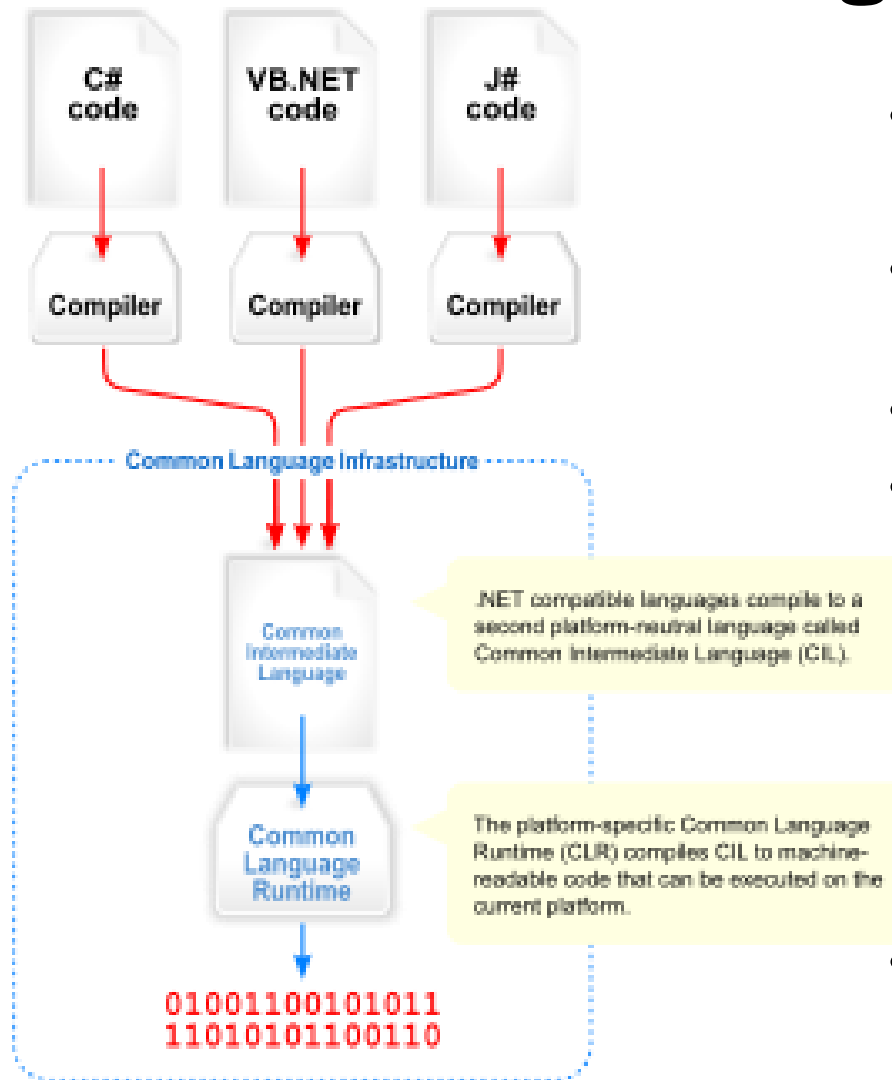 C#
code
VB.NET
code
J#
code
Compiler
Compiler
Compiler
Common Language Infrastructure
Common
Intermediate
Language
.NET compatible languages compile to a
second platform-neutral language called
Common Intermediate Language (CIL).
Common
Language
Runtime
The platform-specific Common Language
Runtime (CLR) compiles CIL to machine-
readable code that can be executed on the
current platform.
01001100101011
11010101100110